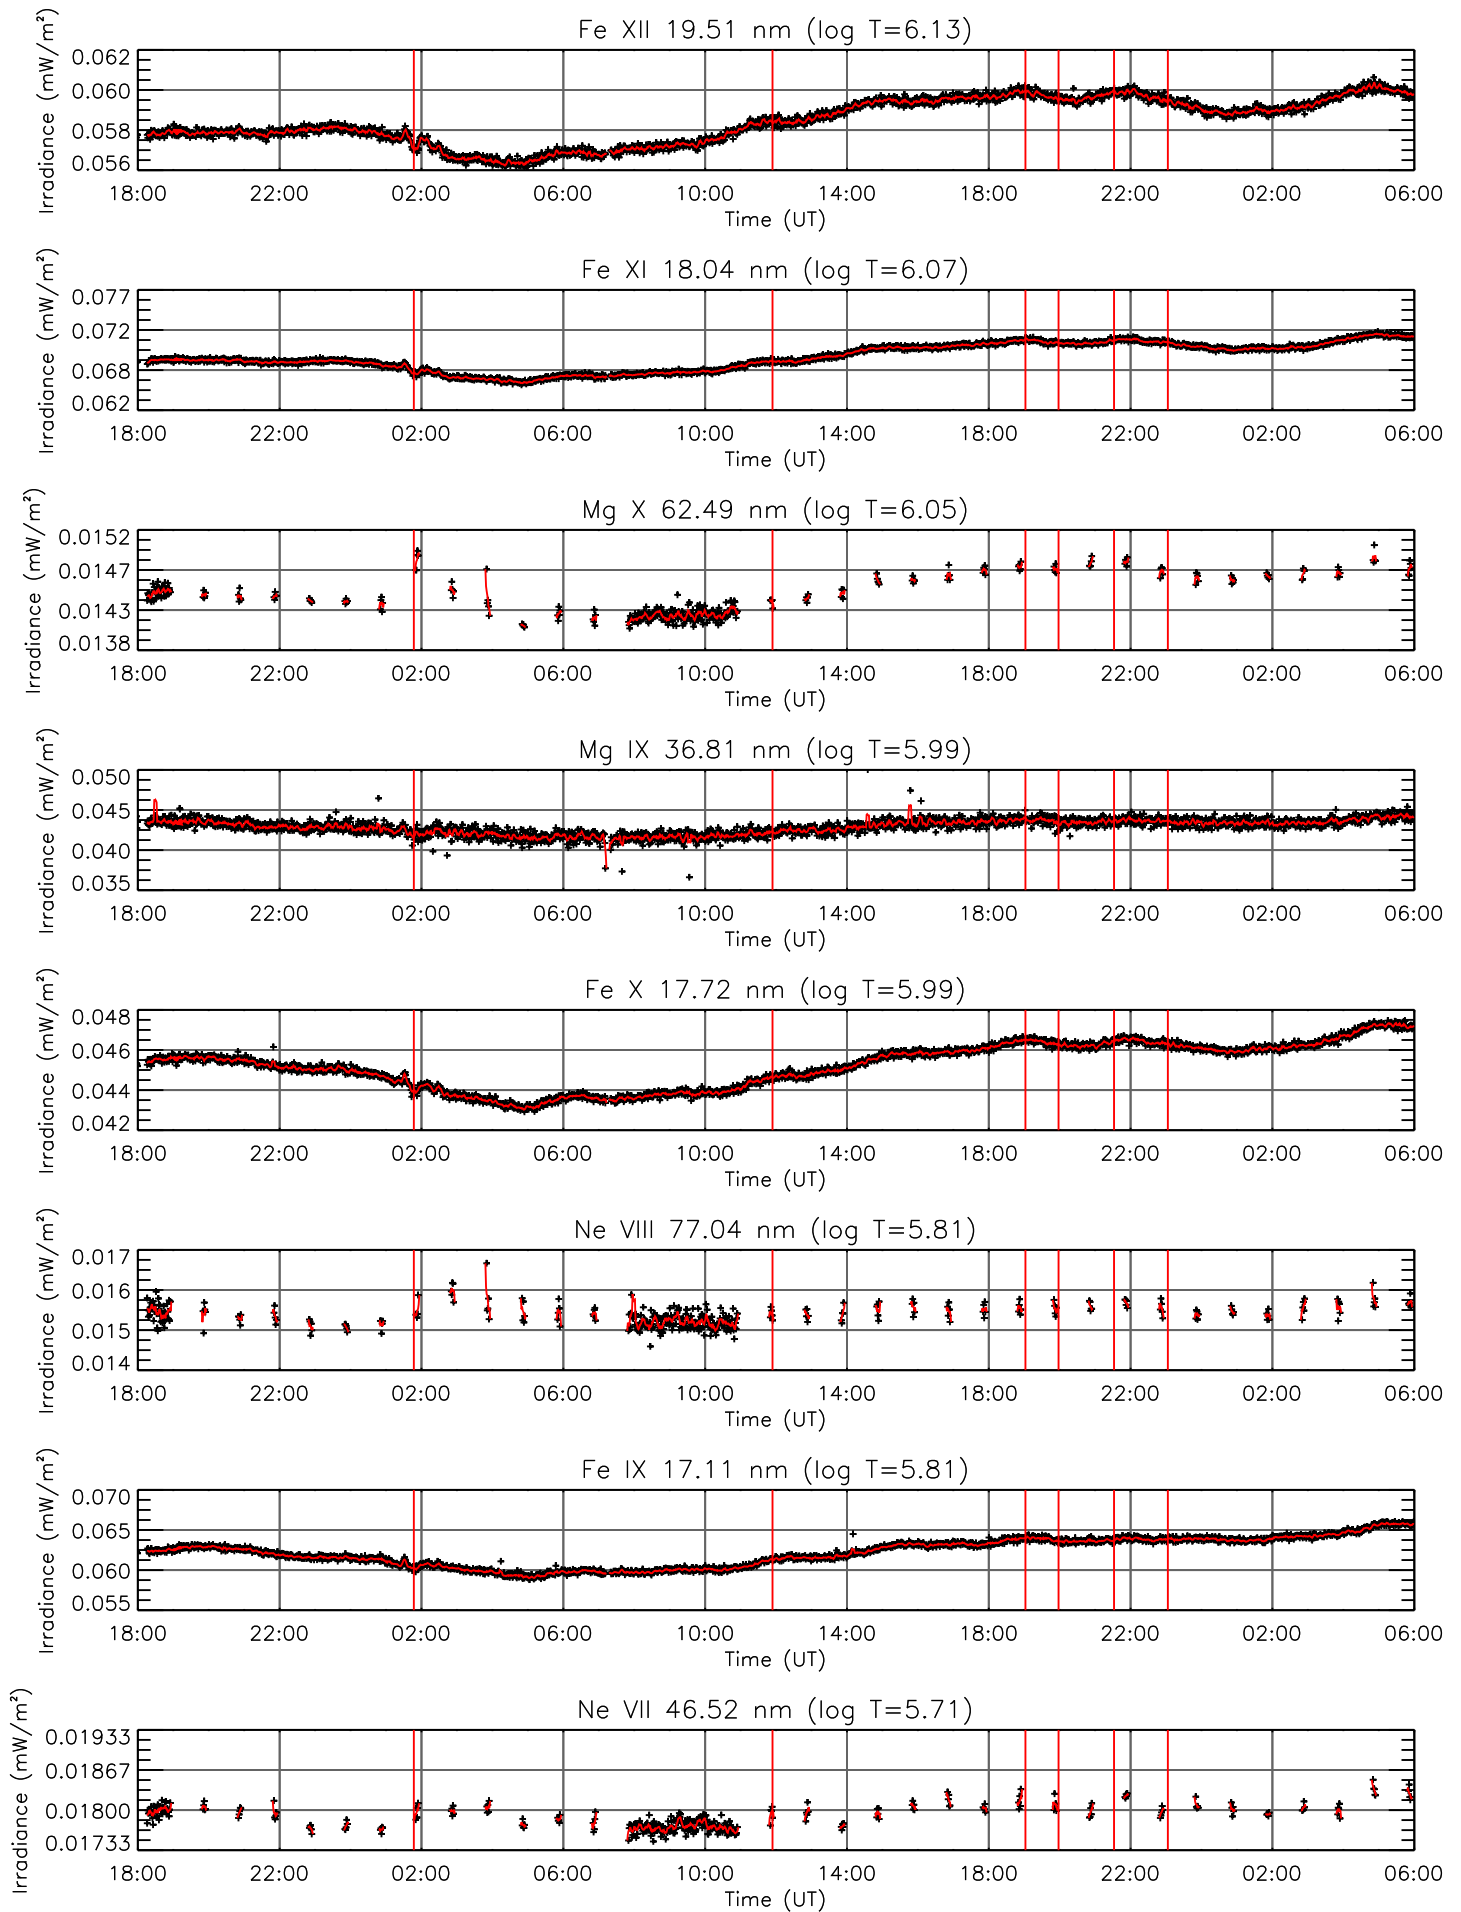 Fe XII 19.51 nm (log T=6.13)
Irradiance (mW/m²)
0.062
0.060
0.058
0.056
18:00 22:00 02:00 06:00 10:00 14:00 18:00 22:00 02:00 06:00
Time (UT)
Fe XI 18.04 nm (log T=6.07)
Irradiance (mW/m²)
0.077
0.072
0.068
0.062
18:00 22:00 02:00 06:00 10:00 14:00 18:00 22:00 02:00 06:00
Time (UT)
Mg X 62.49 nm (log T=6.05)
Irradiance (mW/m²)
0.0152
0.0147
0.0143
0.0138
18:00 22:00 02:00 06:00 10:00 14:00 18:00 22:00 02:00 06:00
Time (UT)
Mg IX 36.81 nm (log T=5.99)
Irradiance (mW/m²)
0.050
0.045
0.040
0.035
18:00 22:00 02:00 06:00 10:00 14:00 18:00 22:00 02:00 06:00
Time (UT)
Fe X 17.72 nm (log T=5.99)
Irradiance (mW/m²)
0.048
0.046
0.044
0.042
18:00 22:00 02:00 06:00 10:00 14:00 18:00 22:00 02:00 06:00
Time (UT)
Ne VIII 77.04 nm (log T=5.81)
Irradiance (mW/m²)
0.017
0.016
0.015
0.014
18:00 22:00 02:00 06:00 10:00 14:00 18:00 22:00 02:00 06:00
Time (UT)
Fe IX 17.11 nm (log T=5.81)
Irradiance (mW/m²)
0.070
0.065
0.060
0.055
18:00 22:00 02:00 06:00 10:00 14:00 18:00 22:00 02:00 06:00
Time (UT)
Ne VII 46.52 nm (log T=5.71)
Irradiance (mW/m²)
0.01933
0.01867
0.01800
0.01733
18:00 22:00 02:00 06:00 10:00 14:00 18:00 22:00 02:00 06:00
Time (UT)